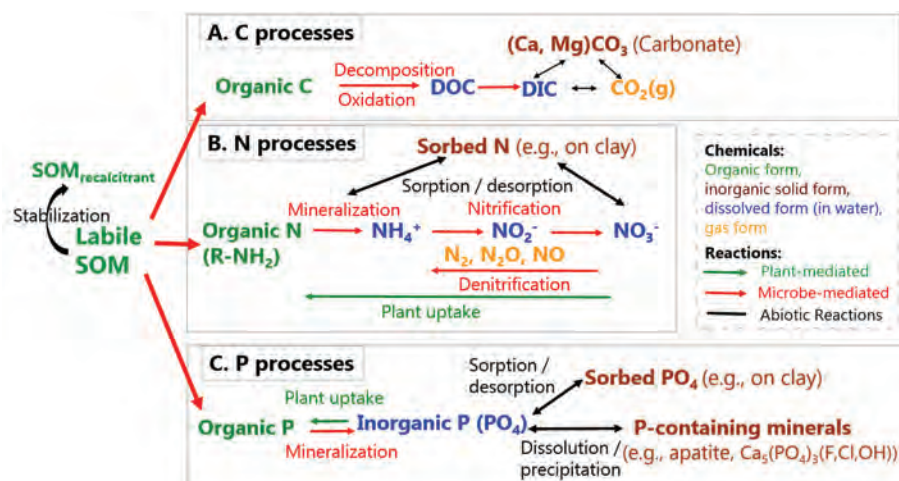 A. C processes
(Ca, Mg)CO₃ (Carbonate)
Decomposition
Organic C
DOC
DIC
CO₂(g)
Oxidation
B. N processes
Sorbed N (e.g., on clay)
Sorption / desorption
Mineralization
Nitrification
Organic N
(R-NH₂)
NH₄⁺
NO₂⁻
NO₃⁻
N₂, N₂O, NO
Denitrification
Plant uptake
SOMrecalcitrant
Stabilization
Labile
SOM
Chemicals:
Organic form,
inorganic solid form,
dissolved form (in water),
gas form
Reactions:
Plant-mediated
Microbe-mediated
Abiotic Reactions
C. P processes
Sorption /
desorption
Sorbed PO₄ (e.g., on clay)
Plant uptake
Organic P
Inorganic P (PO₄)
Mineralization
P-containing minerals
Dissolution /
precipitation
(e.g., apatite, Ca₅(PO₄)₃(F,Cl,OH))